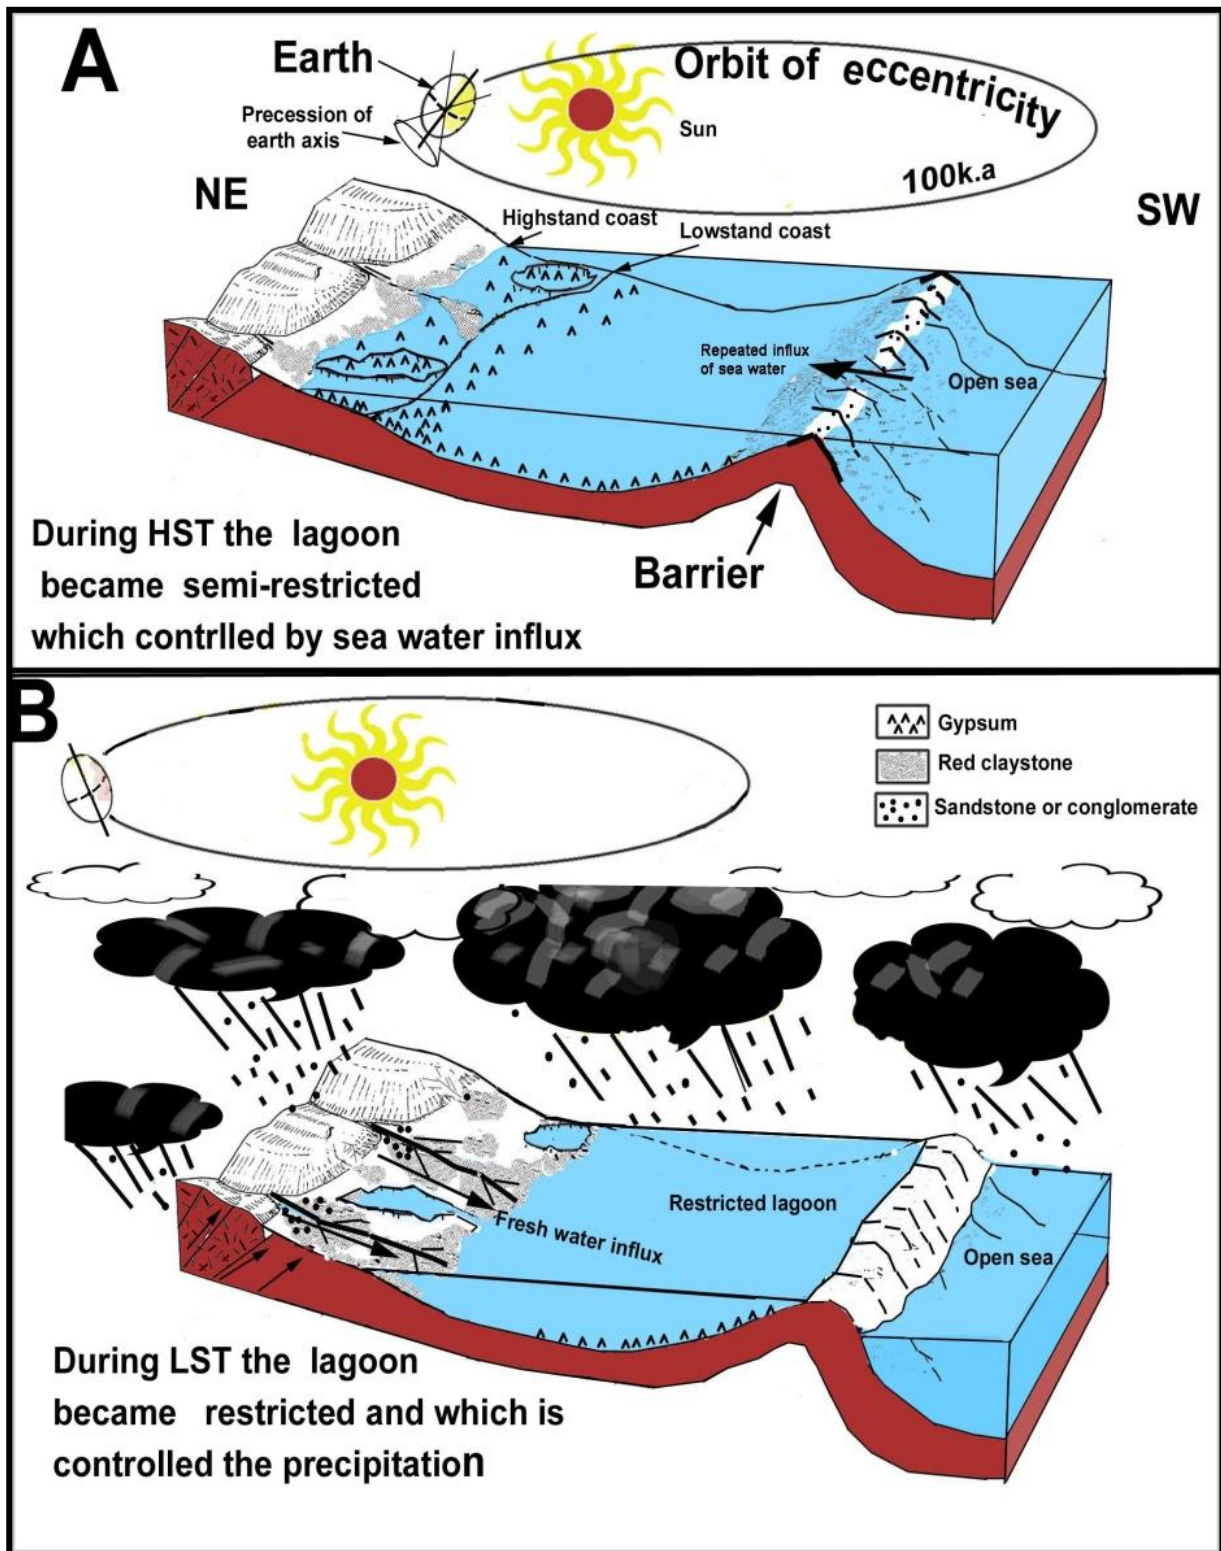 A
Earth
Precession of
earth axis
Sun
Orbit of eccentricity
100k.a
NE
SW
Highstand coast
Lowstand coast
Repeated influx
of sea water
Open sea
Barrier
During HST the lagoon
became semi-restricted
which contrlled by sea water influx
B
Gypsum
Red claystone
Sandstone or conglomerate
Restricted lagoon
Fresh water influx
Open sea
During LST the lagoon
became restricted and which is
controlled the precipitation